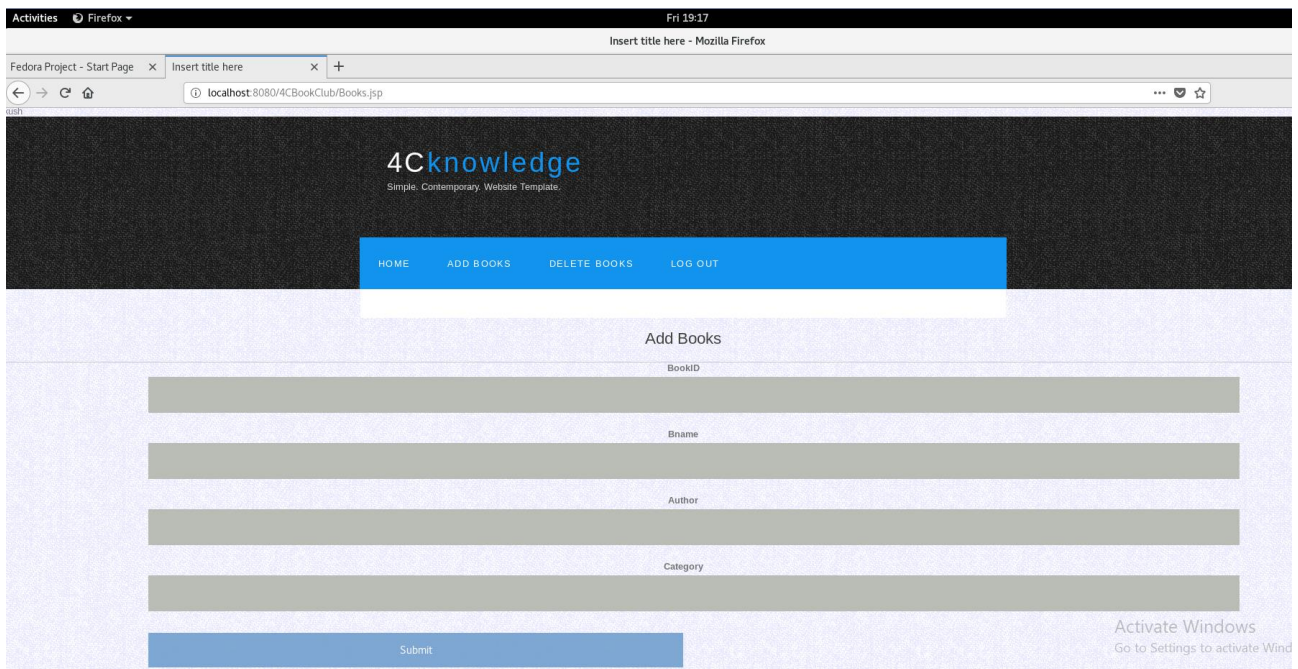 Activities Firefox Fri 19:17
Insert title here - Mozilla Firefox
Fedora Project - Start Page Insert title here
localhost:8080/4CBookClub/Books.jsp
kush
4Cknowledge
Simple. Contemporary. Website Template.
HOME ADD BOOKS DELETE BOOKS LOG OUT
Add Books
BookID
Bname
Author
Category
Submit
Activate Windows
Go to Settings to activate Wind